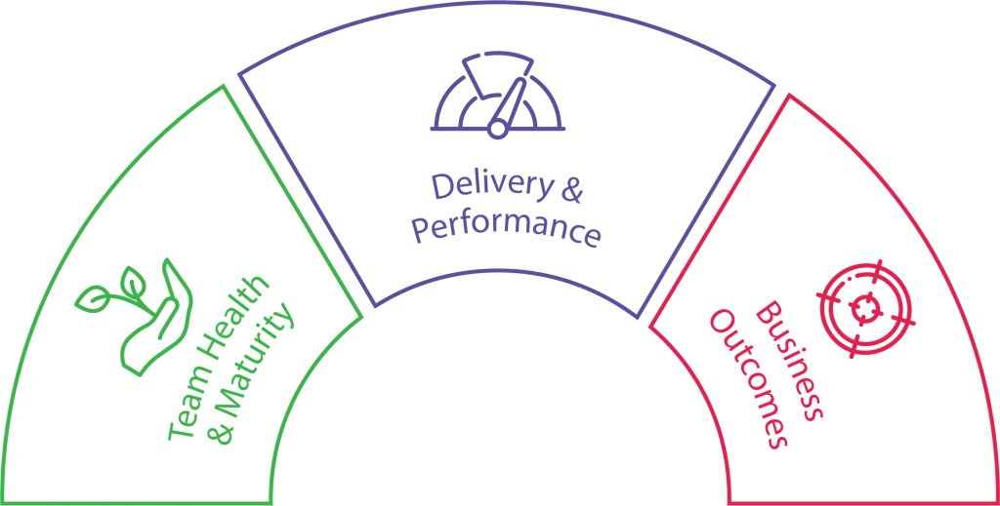 Team Health
& Maturity
Delivery &
Performance
Business
Outcomes